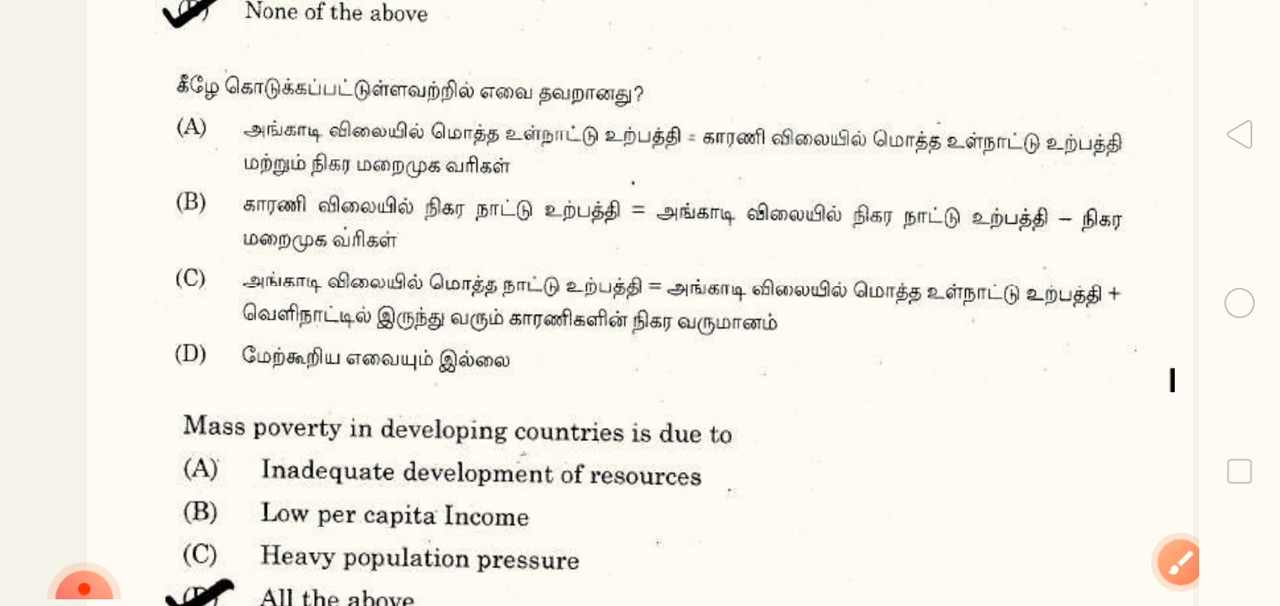 (D) None of the above
கீழே கொடுக்கப்பட்டுள்ளவற்றில் எவை தவறானது?
(A) அங்காடி விலையில் மொத்த உள்நாட்டு உற்பத்தி = காரணி விலையில் மொத்த உள்நாட்டு உற்பத்தி
மற்றும் நிகர மறைமுக வரிகள்
(B) காரணி விலையில் நிகர நாட்டு உற்பத்தி = அங்காடி விலையில் நிகர நாட்டு உற்பத்தி – நிகர
மறைமுக வரிகள்
(C) அங்காடி விலையில் மொத்த நாட்டு உற்பத்தி = அங்காடி விலையில் மொத்த உள்நாட்டு உற்பத்தி +
வெளிநாட்டில் இருந்து வரும் காரணிகளின் நிகர வருமானம்
(D) மேற்கூறிய எவையும் இல்லை
Mass poverty in developing countries is due to
(A) Inadequate development of resources
(B) Low per capita Income
(C) Heavy population pressure
(D) All the above